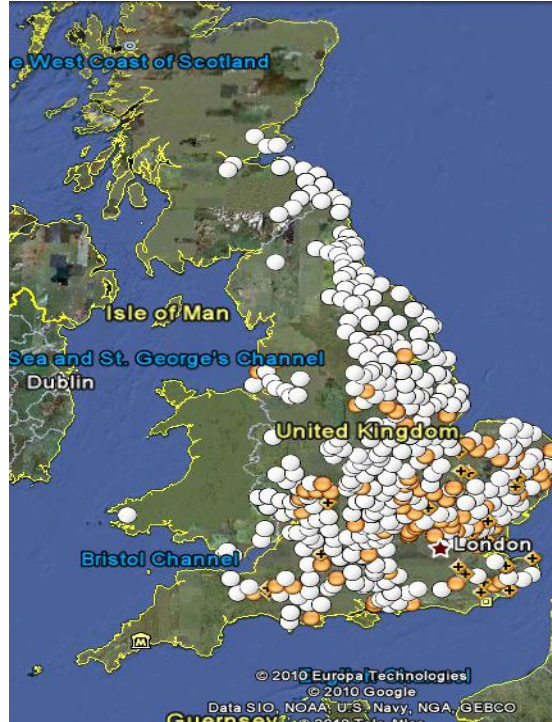 e West Coast of Scotland
Isle of Man
Sea and St. George's Channel
Dublin
United Kingdom
London
Bristol Channel
M
© 2010 Europa Technologies
© 2010 Google
Data SIO, NOAA, U.S. Navy, NGA, GEBCO
Guernsey